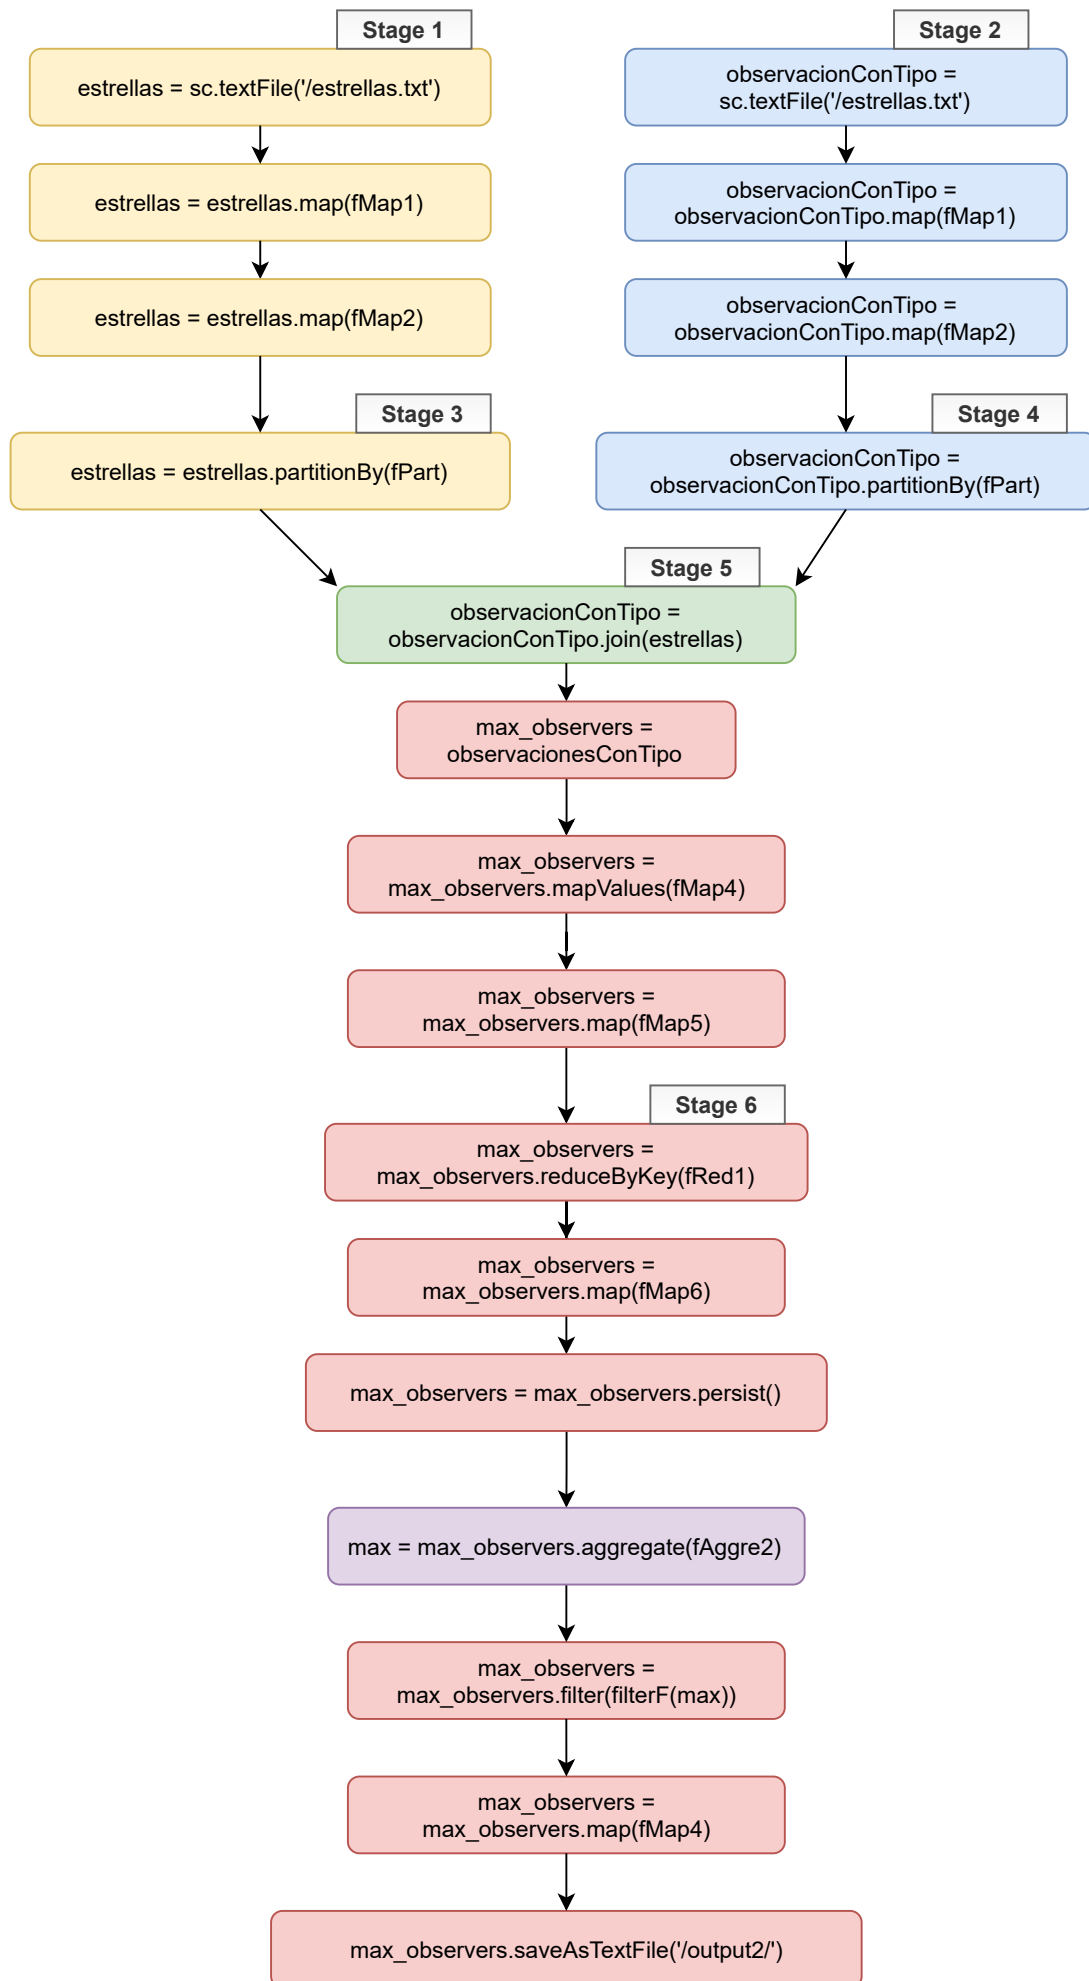 Stage 1
estrellas = sc.textFile('/estrellas.txt')
estrellas = estrellas.map(fMap1)
estrellas = estrellas.map(fMap2)
Stage 3
estrellas = estrellas.partitionBy(fPart)
Stage 2
observacionConTipo =
sc.textFile('/estrellas.txt')
observacionConTipo =
observacionConTipo.map(fMap1)
observacionConTipo =
observacionConTipo.map(fMap2)
Stage 4
observacionConTipo =
observacionConTipo.partitionBy(fPart)
Stage 5
observacionConTipo =
observacionConTipo.join(estrellas)
max_observers =
observacionesConTipo
max_observers =
max_observers.mapValues(fMap4)
max_observers =
max_observers.map(fMap5)
Stage 6
max_observers =
max_observers.reduceByKey(fRed1)
max_observers =
max_observers.map(fMap6)
max_observers = max_observers.persist()
max = max_observers.aggregate(fAggre2)
max_observers =
max_observers.filter(filterF(max))
max_observers =
max_observers.map(fMap4)
max_observers.saveAsTextFile('/output2/')